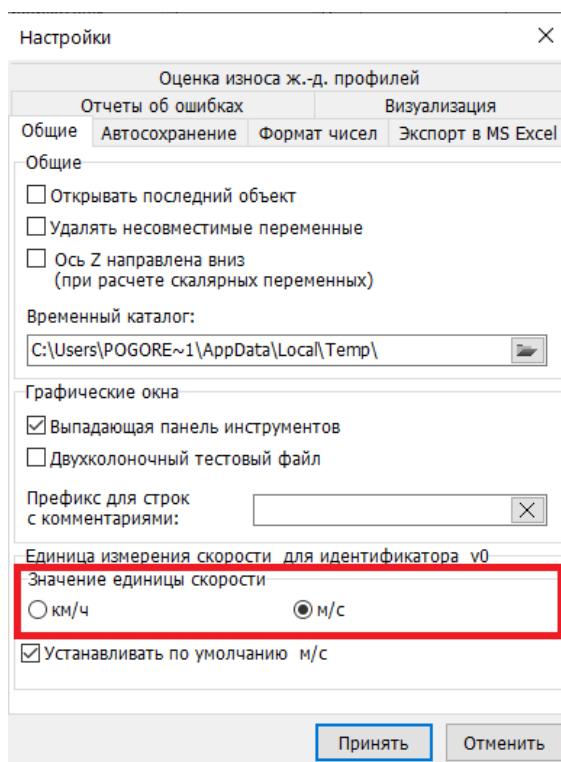 Настройки
Оценка износа ж.-д. профилей
Отчеты об ошибках Визуализация
Общие Автосохранение Формат чисел Экспорт в MS Excel
Общие
Открывать последний объект
Удалять несовместимые переменные
Ось Z направлена вниз
(при расчете скалярных переменных)
Временный каталог:
C:\Users\POGORE~1\AppData\Local\Temp\
Графические окна
Выпадающая панель инструментов
Двухколоночный тестовый файл
Префикс для строк
с комментариями:
Единица измерения скорости для идентификатора v0
Значение единицы скорости
км/ч м/с
Устанавливать по умолчанию м/с
Принять Отменить